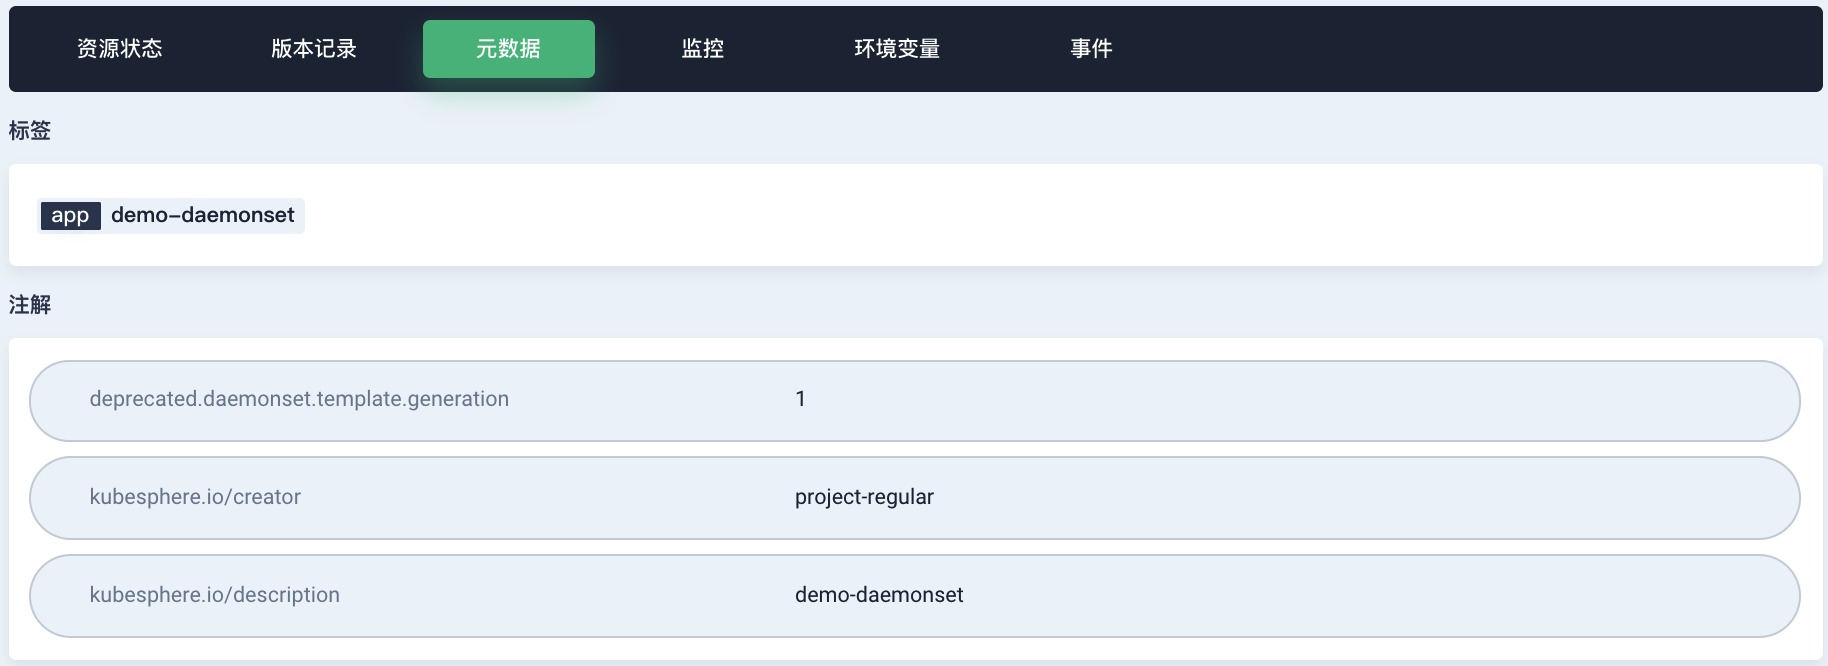 资源状态 版本记录 元数据 监控 环境变量 事件
标签
app demo-daemonset
注解
deprecated.daemonset.template.generation 1
kubesphere.io/creator project-regular
kubesphere.io/description demo-daemonset